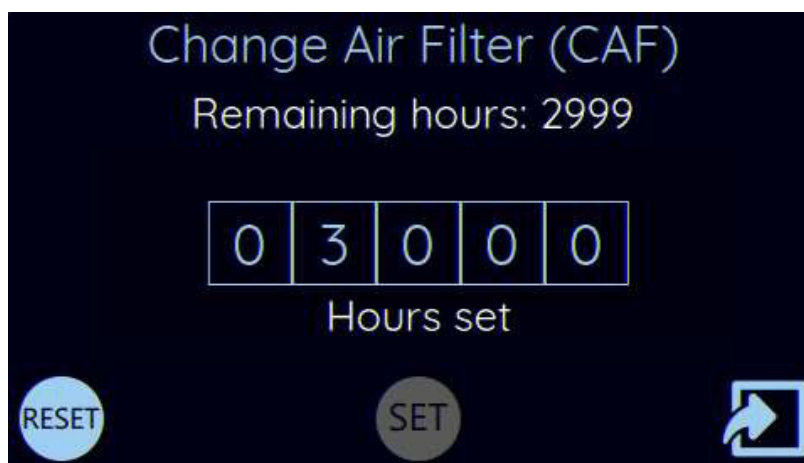 Change Air Filter (CAF)
Remaining hours: 2999
0 3 0 0 0
Hours set
RESET SET